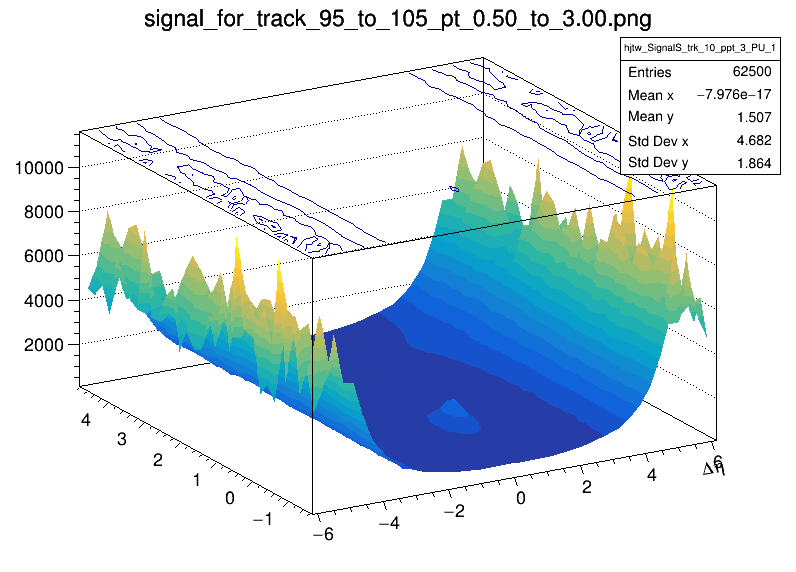 signal_for_track_95_to_105_pt_0.50_to_3.00.png
hjtw_SignalS_trk_10_ppt_3_PU_1
Entries 62500
Mean x −7.976e−17
Mean y 1.507
Std Dev x 4.682
Std Dev y 1.864
10000
8000
6000
4000
2000
4
3
2
1
0
−1
−6
−4
−2
0
2
4
6
Δη